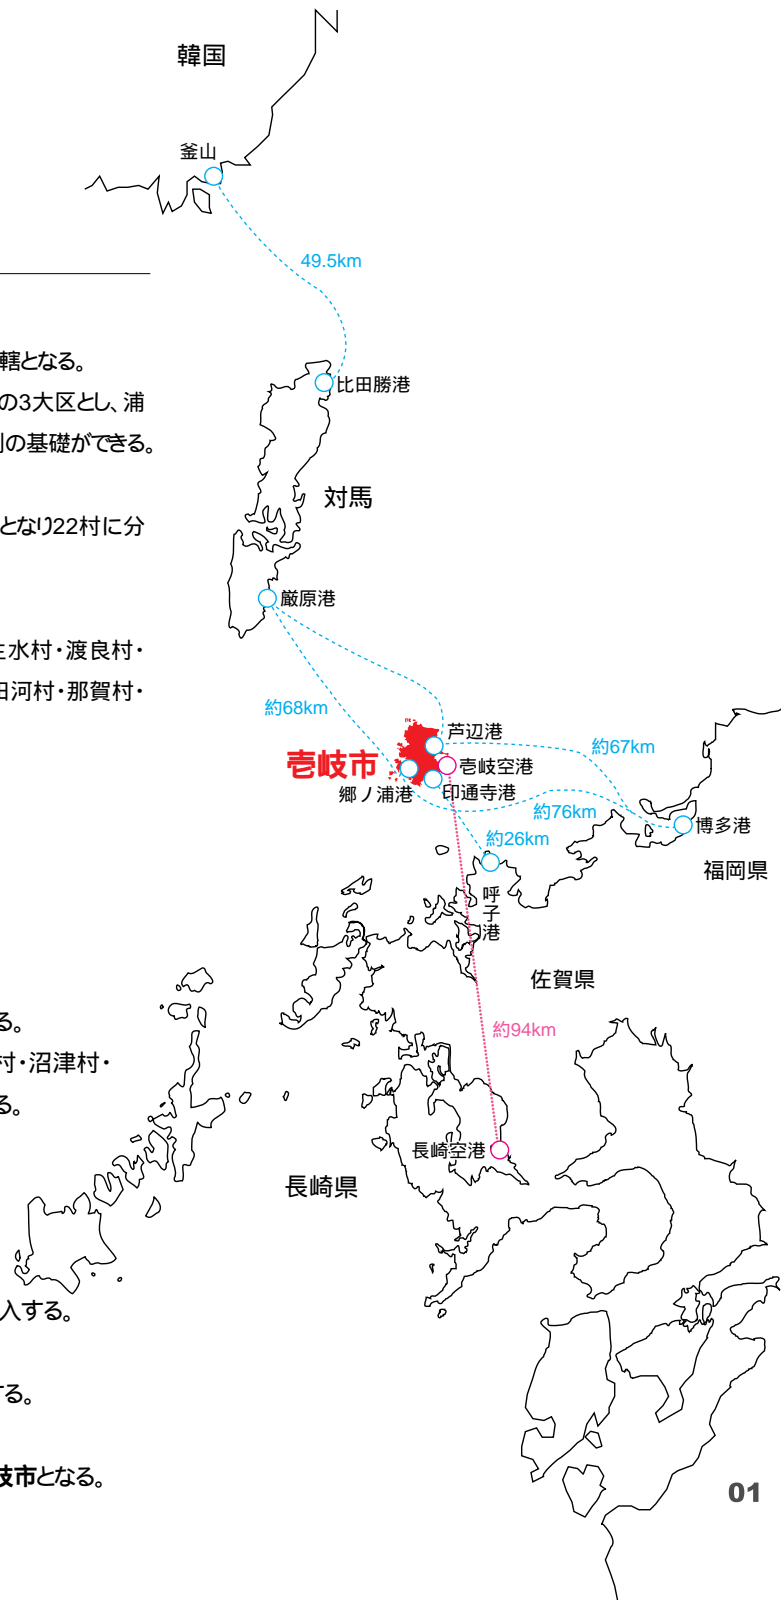 韓国
釜山
49.5km
轄となる。
比田勝港
の3大区とし、浦
の基礎ができる。
対馬
となり22村に分
厳原港
水村・渡良村・
河村・那賀村・
約68km
芦辺港
約67km
壱岐市
壱岐空港
郷ノ浦港
印通寺港
約76km
博多港
約26km
福岡県
呼子港
佐賀県
る。
約94km
村・沼津村・
る。
長崎空港
長崎県
入する。
する。
岐市となる。
01